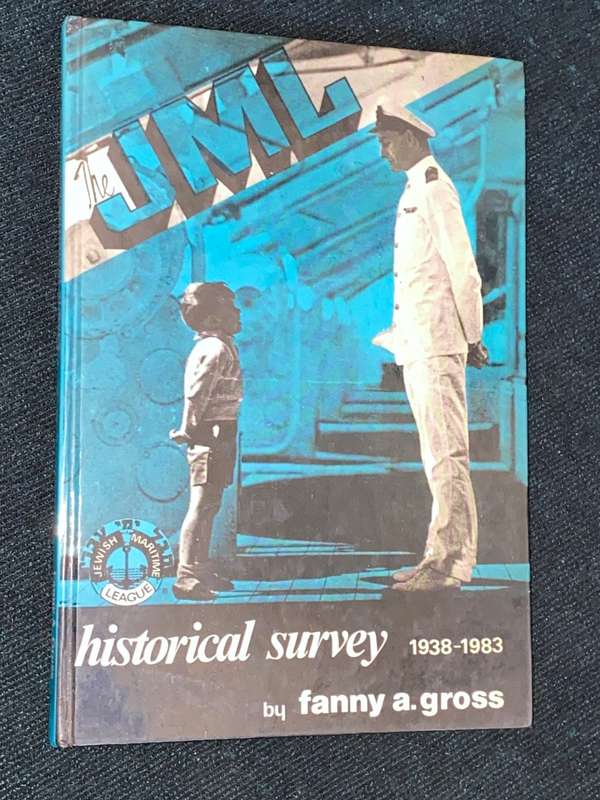 The JML
JEWISH MARITIME
LEAGUE
historical survey 1938-1983
by fanny a. gross